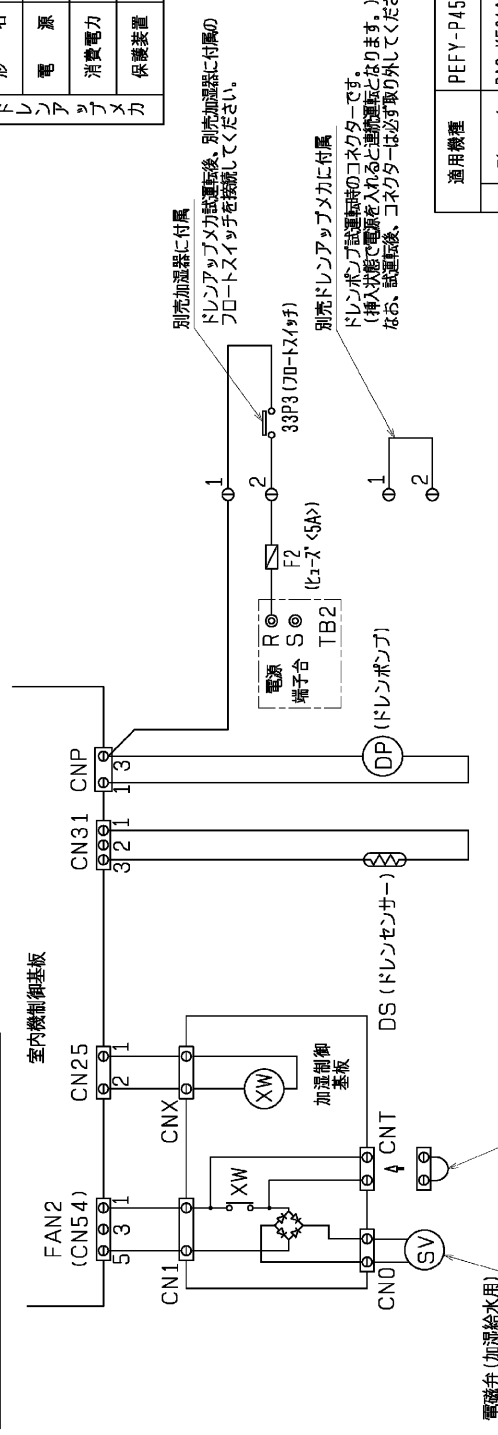 室内機制御基板
FAN2
(CN54)
5 3 1
CN25
2 1
CN31
3 2 1
CNP
1 3
CN1
CNX
XW
XW
加湿制御
基板
CNO
CNT
SV
電磁弁(加湿給水用)
DS (ドレンセンサー)
DP
(ドレンポンプ)
電源
端子台
R
S
TB2
F2
(ヒューズ<5A>)
1
2
33P3 (フロートスイッチ)
別売加湿器に付属
ドレンアップメカ試運転後、別売加湿器に付属の
フロートスイッチを接続してください。
1
2
別売ドレンアップメカに付属
ドレンポンプ試運転時のコネクターです。
(挿入状態で電源を入れると連続運転となります。)
なお、試運転後、コネクターは必ず取り外してくださ
ドレンアップメカ
電 源
消費電力
保護装置
適用機種
PEFY-P45